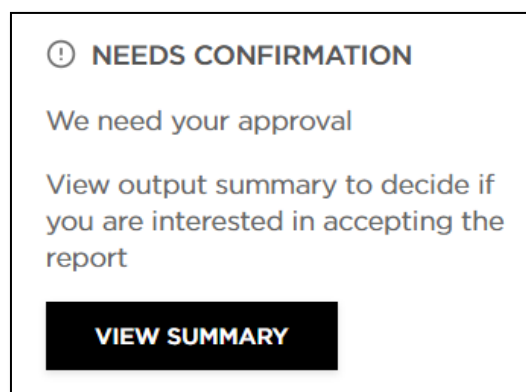 NEEDS CONFIRMATION
We need your approval
View output summary to decide if
you are interested in accepting the
report
VIEW SUMMARY